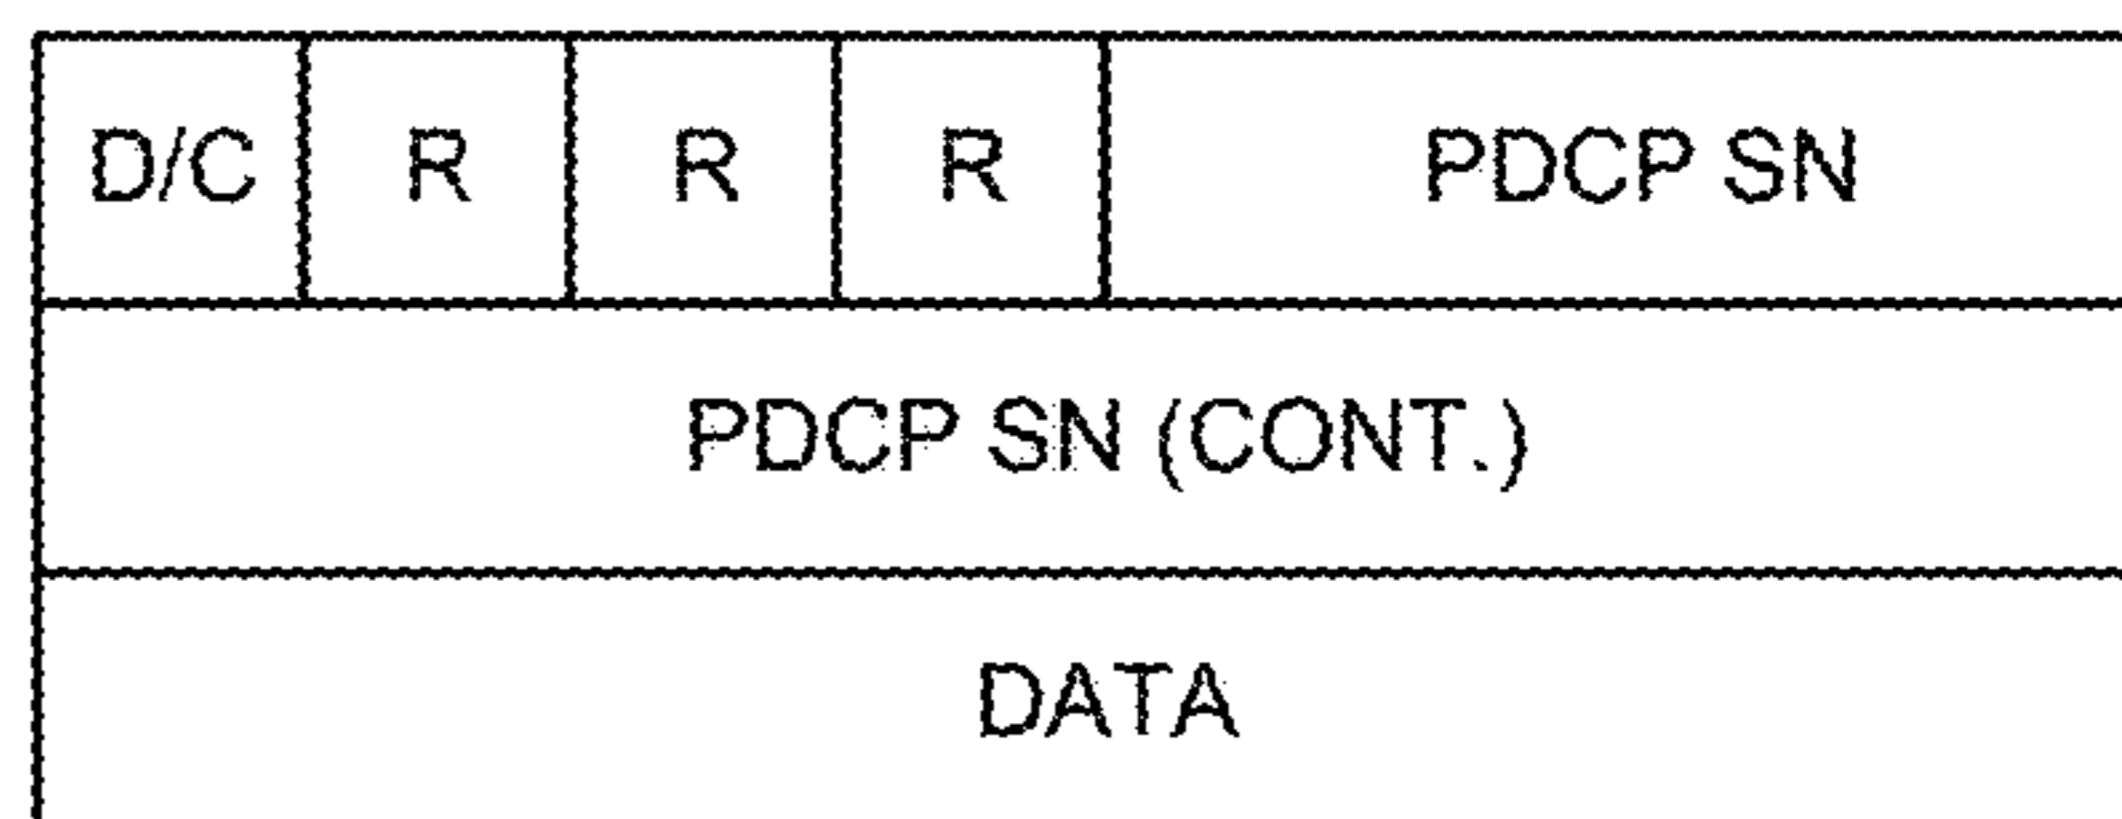 D/C R R R PDCP SN
PDCP SN (CONT.)
DATA